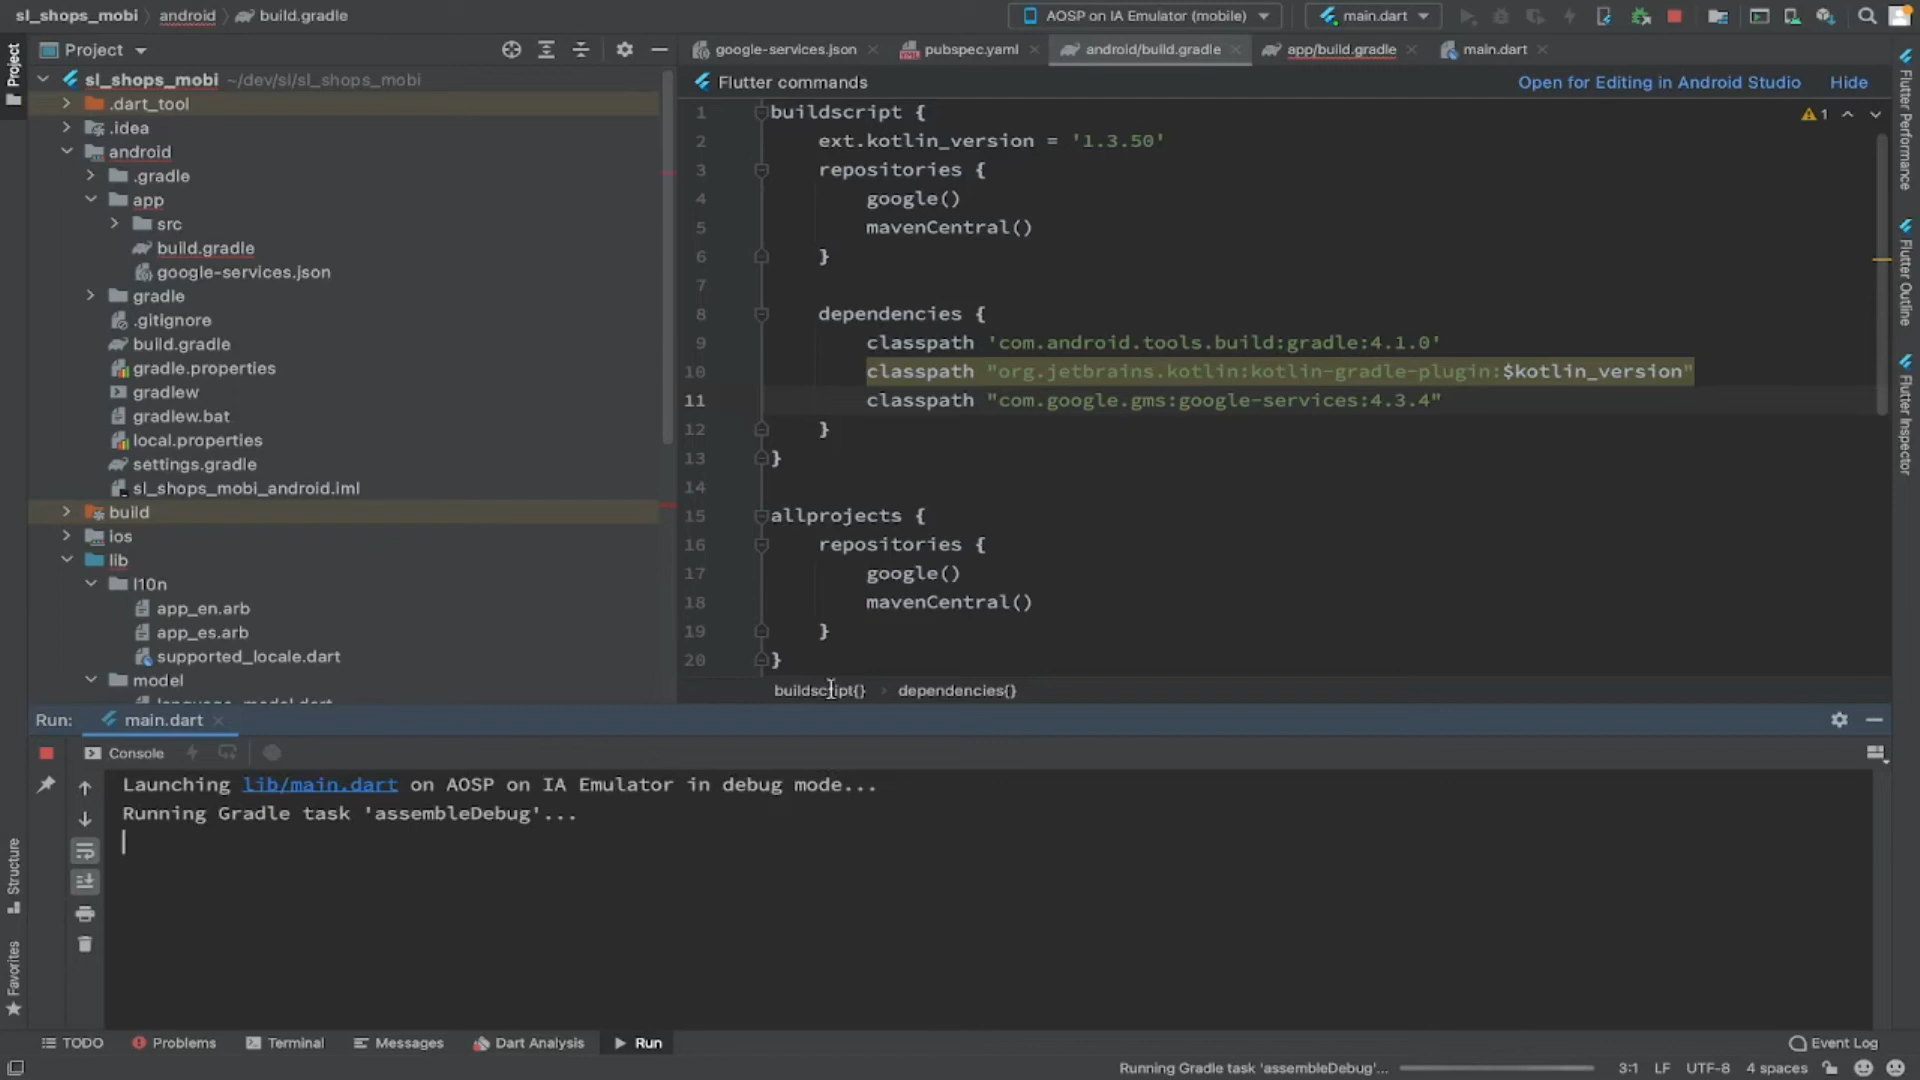 sl_shops_mobi android build.gradle
AOSP on IA Emulator (mobile) main.dart
Project
google-services.json pubspec.yaml android/build.gradle app/build.gradle main.dart
Flutter commands Open for Editing in Android Studio Hide
sl_shops_mobi ~/dev/sl/sl_shops_mobi
.dart_tool
.idea
android
.gradle
app
src
build.gradle
google-services.json
gradle
.gitignore
build.gradle
gradle.properties
gradlew
gradlew.bat
local.properties
settings.gradle
sl_shops_mobi_android.iml
build
ios
lib
l10n
app_en.arb
app_es.arb
supported_locale.dart
model
language_model.dart
1 buildscript {
2 ext.kotlin_version = '1.3.50'
3 repositories {
4 google()
5 mavenCentral()
6 }
7
8 dependencies {
9 classpath 'com.android.tools.build:gradle:4.1.0'
10 classpath "org.jetbrains.kotlin:kotlin-gradle-plugin:$kotlin_version"
11 classpath "com.google.gms:google-services:4.3.4"
12 }
13 }
14
15 allprojects {
16 repositories {
17 google()
18 mavenCentral()
19 }
20 }
1
buildscript{} dependencies{}
Project
Structure
Favorites
Flutter Performance
Flutter Outline
Flutter Inspector
Run: main.dart
Console
Launching lib/main.dart on AOSP on IA Emulator in debug mode...
Running Gradle task 'assembleDebug'...
TODO Problems Terminal Messages Dart Analysis Run Event Log
Running Gradle task 'assembleDebug'... 3:1 LF UTF-8 4 spaces